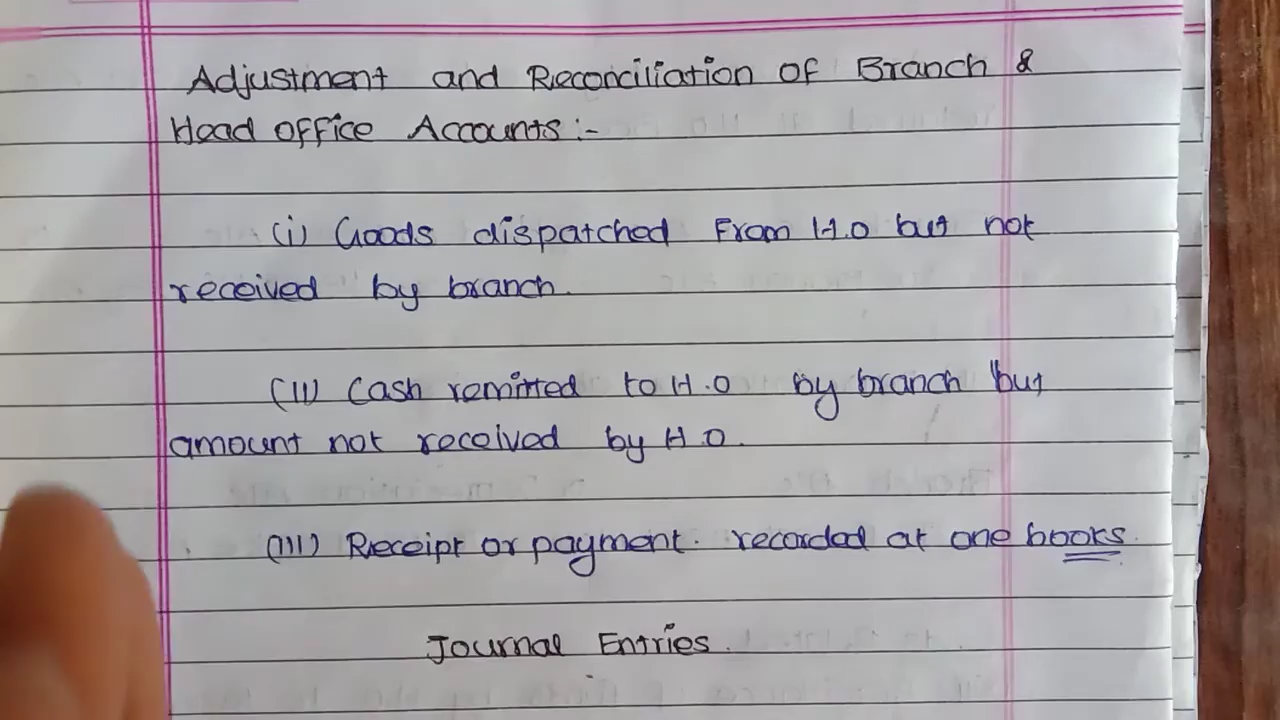 Adjustment and Reconciliation of Branch &
Head office Accounts :-
(i) Goods dispatched From H.o but not
received by branch.
(II) Cash remitted to H.O by branch but
amount not received by H.O.
(III) Receipt or payment. recorded at one books.
Journal Entries.